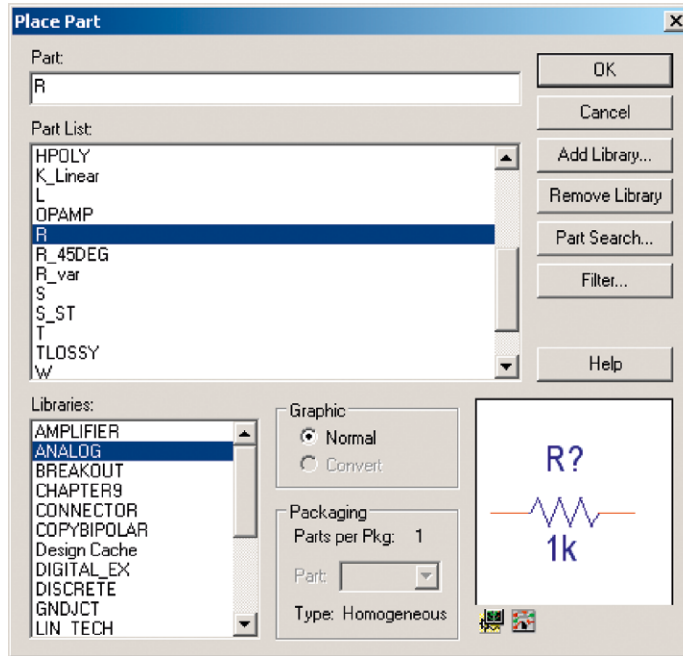 Place Part
Part:
R
OK
Cancel
Part List:
HPOLY
K_Linear
L
OPAMP
R
R_45DEG
R_var
S
S_ST
T
TLOSSY
W
Add Library...
Remove Library
Part Search...
Filter...
Help
Libraries:
AMPLIFIER
ANALOG
BREAKOUT
CHAPTER9
CONNECTOR
COPYBIPOLAR
Design Cache
DIGITAL_EX
DISCRETE
GNDJCT
LIN_TECH
Graphic
Normal
Convert
Packaging
Parts per Pkg: 1
Part:
Type: Homogeneous
R?
1k